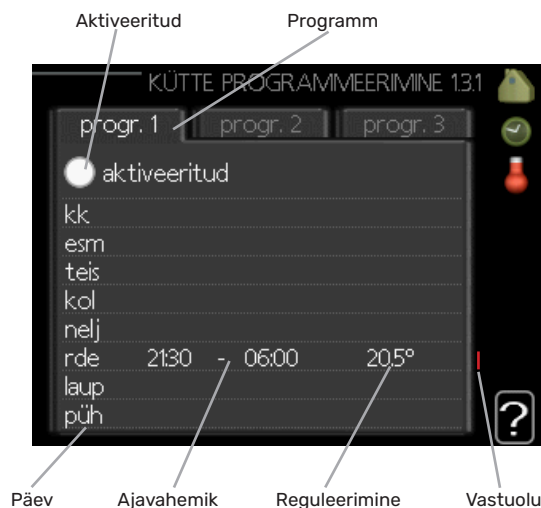 Aktiveeritud Programm
KÜTTE PROGRAMMEERIMINE 1.3.1
progr. 1 progr. 2 progr. 3
aktiveeritud
kk
esm
teis
kol
nelj
rde 21:30 - 06:00 20.5°
laup
püh
?
Päev Ajavahemik Reguleerimine Vastuolu